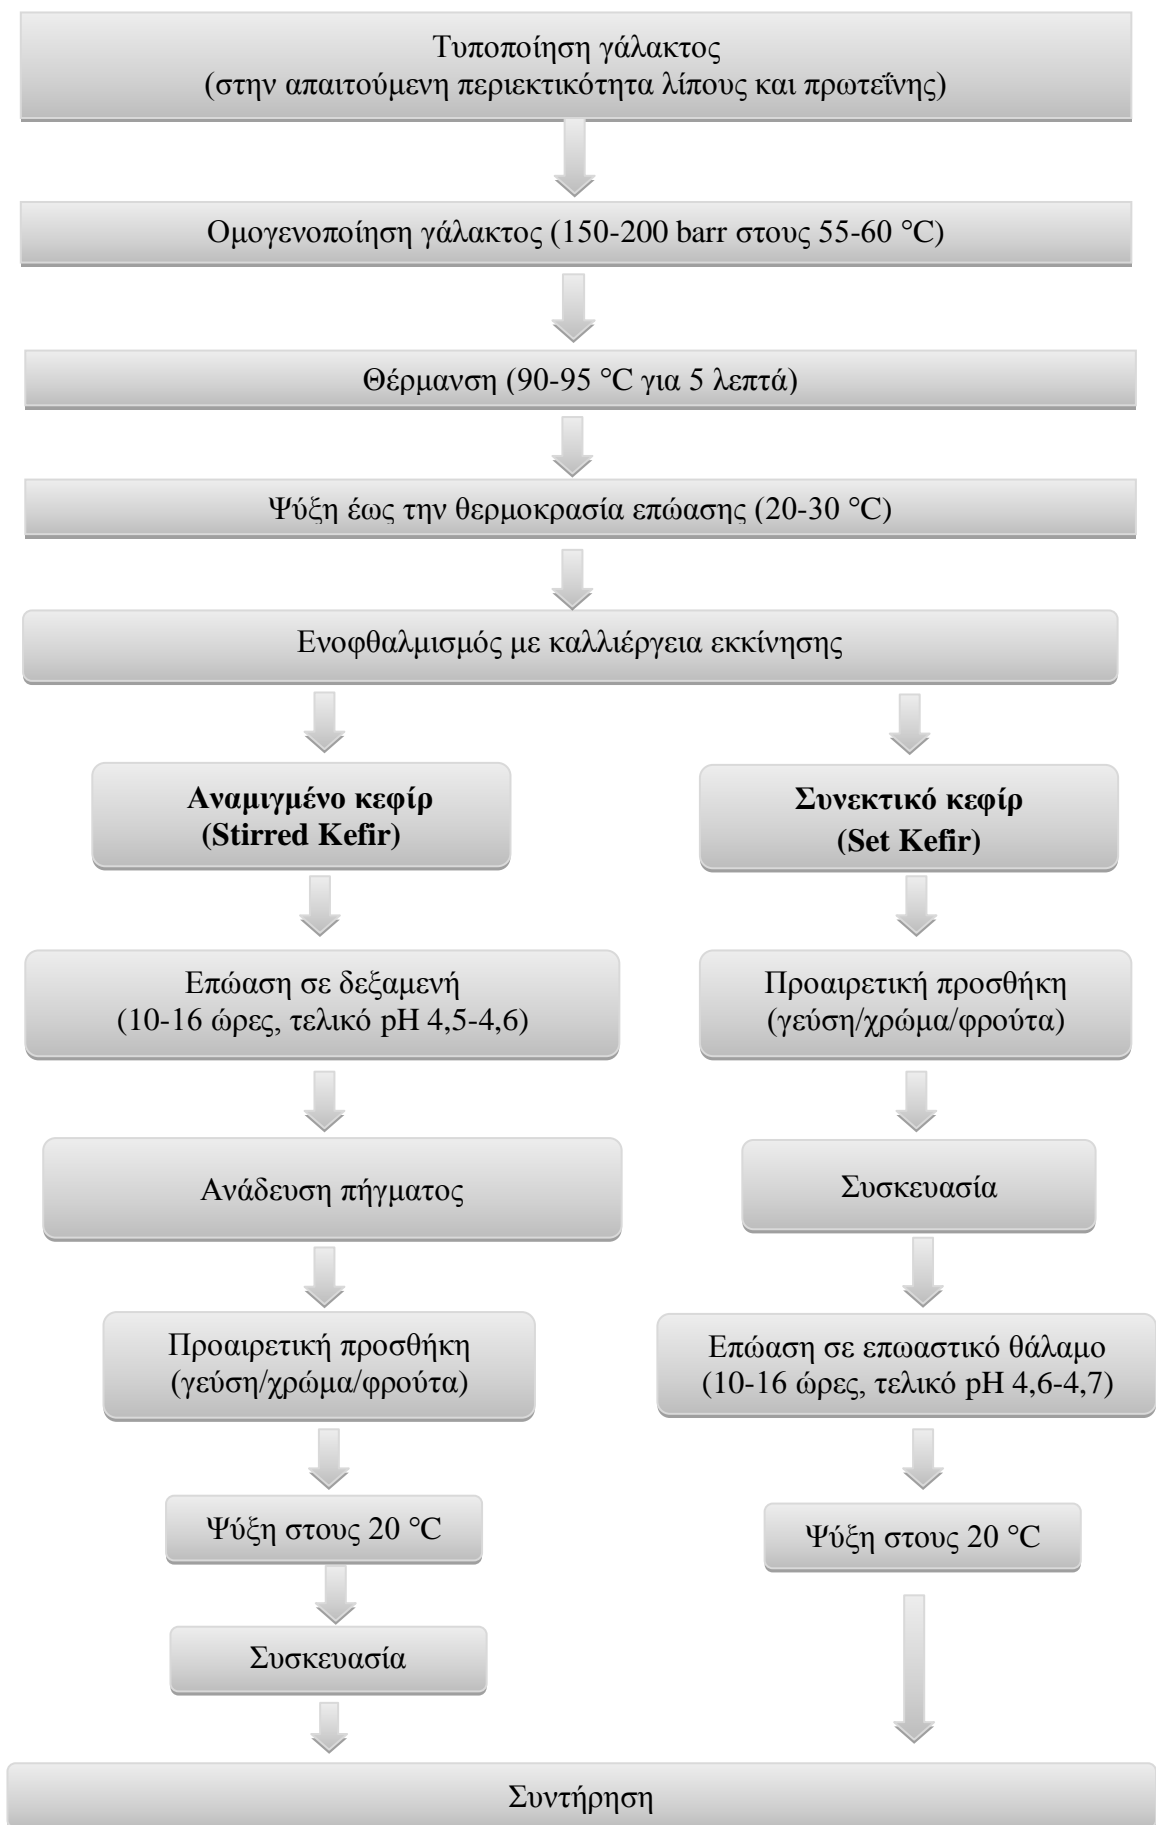 Τυποποίηση γάλακτος
(στην απαιτούμενη περιεκτικότητα λίπους και πρωτεΐνης)
Ομογενοποίηση γάλακτος (150-200 barr στους 55-60 °C)
Θέρμανση (90-95 °C για 5 λεπτά)
Ψύξη έως την θερμοκρασία επώασης (20-30 °C)
Ενοφθαλμισμός με καλλιέργεια εκκίνησης
Αναμιγμένο κεφίρ
(Stirred Kefir)
Επώαση σε δεξαμενή
(10-16 ώρες, τελικό pH 4,5-4,6)
Ανάδευση πήγματος
Προαιρετική προσθήκη
(γεύση/χρώμα/φρούτα)
Ψύξη στους 20 °C
Συσκευασία
Συνεκτικό κεφίρ
(Set Kefir)
Προαιρετική προσθήκη
(γεύση/χρώμα/φρούτα)
Συσκευασία
Επώαση σε επωαστικό θάλαμο
(10-16 ώρες, τελικό pH 4,6-4,7)
Ψύξη στους 20 °C
Συντήρηση